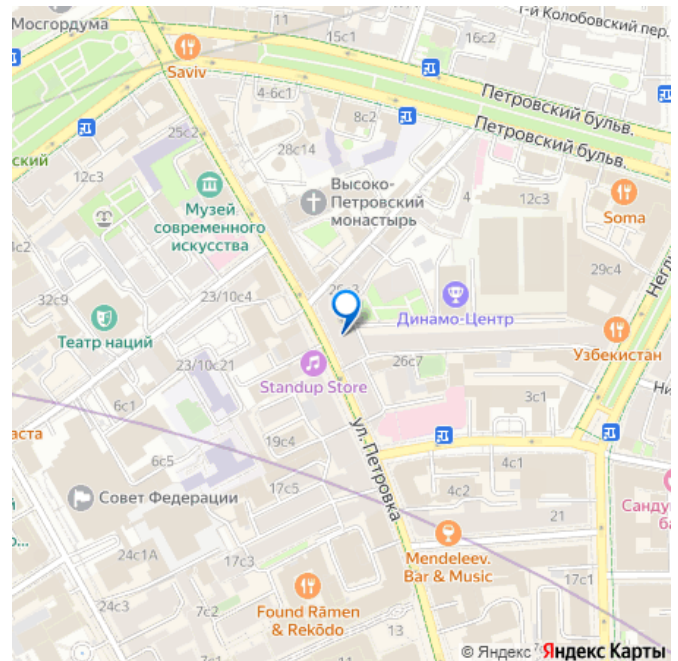 Мосгордума
11
15с1
1-й Колобовский пер.
16с2
Saviv
4-6с1
Петровский бульв.
8с2
Петровский бульв.
25с2
ский
28с14
12с3
Музей
современного
искусства
Высоко-
Петровский
монастырь
4
12с3
Soma
4с2
29с4
32с9
23/10с4
26с3
Динамо-Центр
Театр наций
Узбекистан
23/10с21
26с7
Standup Store
6с1
3с1
ул. Петровка
аста
19с4
6с5
4с1
Совет Федерации
17с5
4с2
21
Mendeleev.
Bar & Music
24с1А
17с3
17с1
Found Rāmen
& Rekōdo
24с3
7с2
13
© Яндекс Яндекс Карты